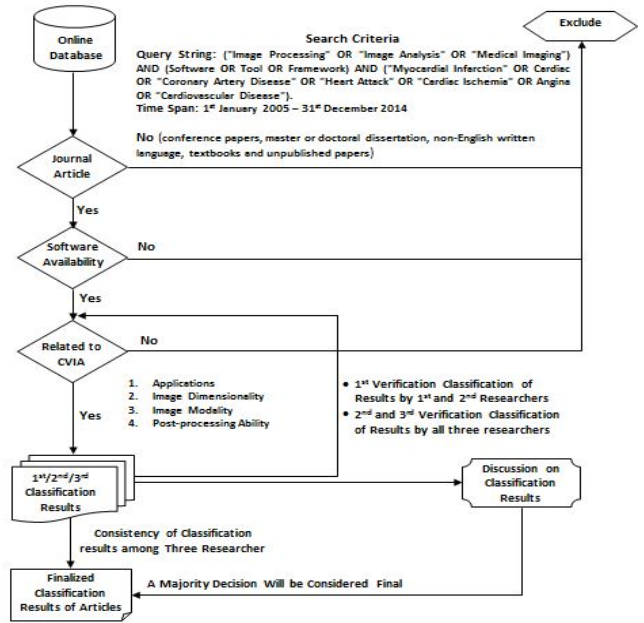 Online
Database
Search Criteria
Query String: ("Image Processing" OR "Image Analysis" OR "Medical Imaging")
AND (Software OR Tool OR Framework) AND ("Myocardial Infarction" OR Cardiac
OR "Coronary Artery Disease" OR "Heart Attack" OR "Cardiac Ischemia" OR Angina
OR "Cardiovascular Disease").
Time Span: 1st January 2005 – 31st December 2014
Exclude
No (conference papers, master or doctoral dissertation, non-English written
language, textbooks and unpublished papers)
Journal
Article
Yes
Software
Availability
No
Yes
Related to
CVIA
No
1. Applications
2. Image Dimensionality
3. Image Modality
4. Post-processing Ability
• 1st Verification Classification of
Results by 1st and 2nd Researchers
• 2nd and 3rd Verification Classification
of Results by all three researchers
Yes
1st/2nd/3rd
Classification
Results
Discussion on
Classification
Results
Consistency of Classification
results among Three Researcher
Finalized
Classification
Results of Articles
A Majority Decision Will be Considered Final